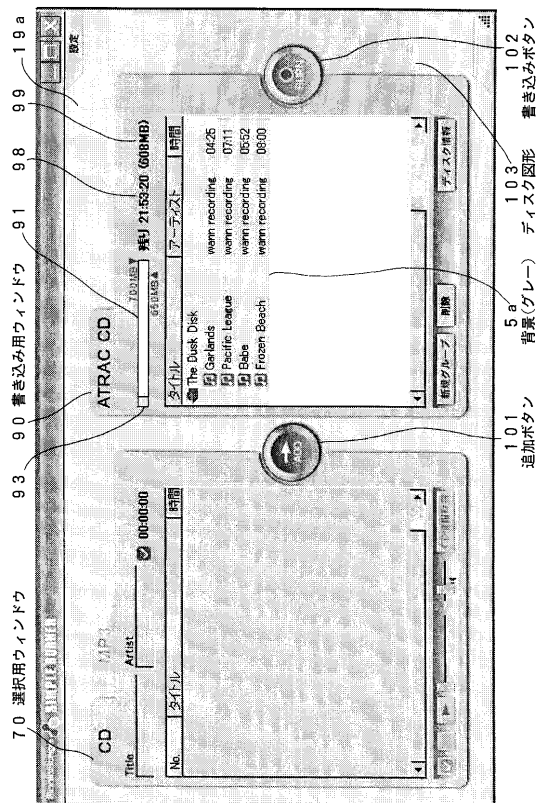 70 選択用ウィンドウ
93
90 書き込み用ウィンドウ
91
98
99
19a
SIMPLE BURNER
設定
CD
MP3
Title
Artist
00:00:00
No.
タイトル
時間
ATRAC CD
700MB▼
650MB▲
残り 21:53:20 (608MB)
タイトル
アーティスト
時間
The Dusk Disk
Garlands
wann recording
04:25
Pacific League
wann recording
07:11
Babe
wann recording
05:52
Frozen Beach
wann recording
08:00
新規グループ
削除
ディスク情報
101
追加ボタン
5a
背景(グレー)
103
ディスク図形
102
書き込みボタン